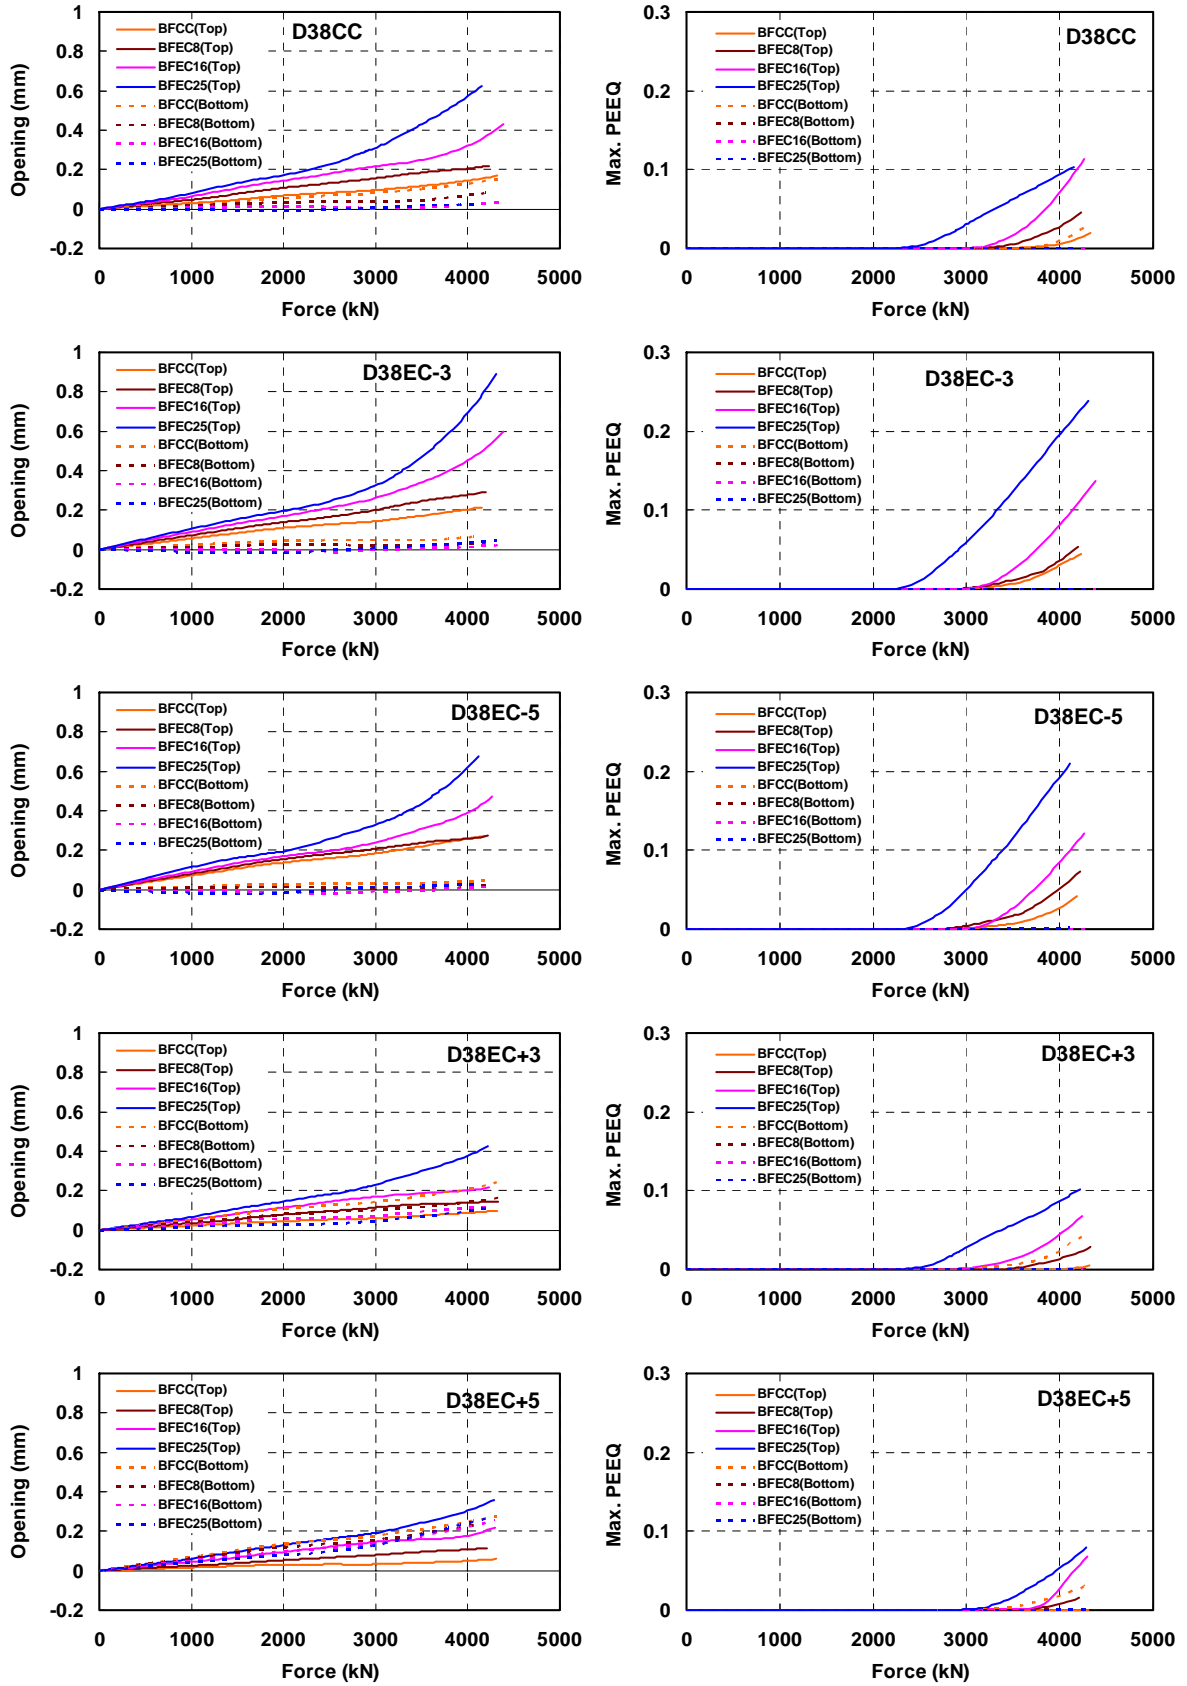 D38CC
BFCC(Top)
BFEC8(Top)
BFEC16(Top)
BFEC25(Top)
BFCC(Bottom)
BFEC8(Bottom)
BFEC16(Bottom)
BFEC25(Bottom)
Opening (mm)
1
0.8
0.6
0.4
0.2
0
-0.2
0 1000 2000 3000 4000 5000
Force (kN)
D38CC
BFCC(Top)
BFEC8(Top)
BFEC16(Top)
BFEC25(Top)
BFCC(Bottom)
BFEC8(Bottom)
BFEC16(Bottom)
BFEC25(Bottom)
Max. PEEQ
0.3
0.2
0.1
0
0 1000 2000 3000 4000 5000
Force (kN)
D38EC-3
BFCC(Top)
BFEC8(Top)
BFEC16(Top)
BFEC25(Top)
BFCC(Bottom)
BFEC8(Bottom)
BFEC16(Bottom)
BFEC25(Bottom)
Opening (mm)
1
0.8
0.6
0.4
0.2
0
-0.2
0 1000 2000 3000 4000 5000
Force (kN)
D38EC-3
BFCC(Top)
BFEC8(Top)
BFEC16(Top)
BFEC25(Top)
BFCC(Bottom)
BFEC8(Bottom)
BFEC16(Bottom)
BFEC25(Bottom)
Max. PEEQ
0.3
0.2
0.1
0
0 1000 2000 3000 4000 5000
Force (kN)
D38EC-5
BFCC(Top)
BFEC8(Top)
BFEC16(Top)
BFEC25(Top)
BFCC(Bottom)
BFEC8(Bottom)
BFEC16(Bottom)
BFEC25(Bottom)
Opening (mm)
1
0.8
0.6
0.4
0.2
0
-0.2
0 1000 2000 3000 4000 5000
Force (kN)
D38EC-5
BFCC(Top)
BFEC8(Top)
BFEC16(Top)
BFEC25(Top)
BFCC(Bottom)
BFEC8(Bottom)
BFEC16(Bottom)
BFEC25(Bottom)
Max. PEEQ
0.3
0.2
0.1
0
0 1000 2000 3000 4000 5000
Force (kN)
D38EC+3
BFCC(Top)
BFEC8(Top)
BFEC16(Top)
BFEC25(Top)
BFCC(Bottom)
BFEC8(Bottom)
BFEC16(Bottom)
BFEC25(Bottom)
Opening (mm)
1
0.8
0.6
0.4
0.2
0
-0.2
0 1000 2000 3000 4000 5000
Force (kN)
D38EC+3
BFCC(Top)
BFEC8(Top)
BFEC16(Top)
BFEC25(Top)
BFCC(Bottom)
BFEC8(Bottom)
BFEC16(Bottom)
BFEC25(Bottom)
Max. PEEQ
0.3
0.2
0.1
0
0 1000 2000 3000 4000 5000
Force (kN)
D38EC+5
BFCC(Top)
BFEC8(Top)
BFEC16(Top)
BFEC25(Top)
BFCC(Bottom)
BFEC8(Bottom)
BFEC16(Bottom)
BFEC25(Bottom)
Opening (mm)
1
0.8
0.6
0.4
0.2
0
-0.2
0 1000 2000 3000 4000 5000
Force (kN)
D38EC+5
BFCC(Top)
BFEC8(Top)
BFEC16(Top)
BFEC25(Top)
BFCC(Bottom)
BFEC8(Bottom)
BFEC16(Bottom)
BFEC25(Bottom)
Max. PEEQ
0.3
0.2
0.1
0
0 1000 2000 3000 4000 5000
Force (kN)